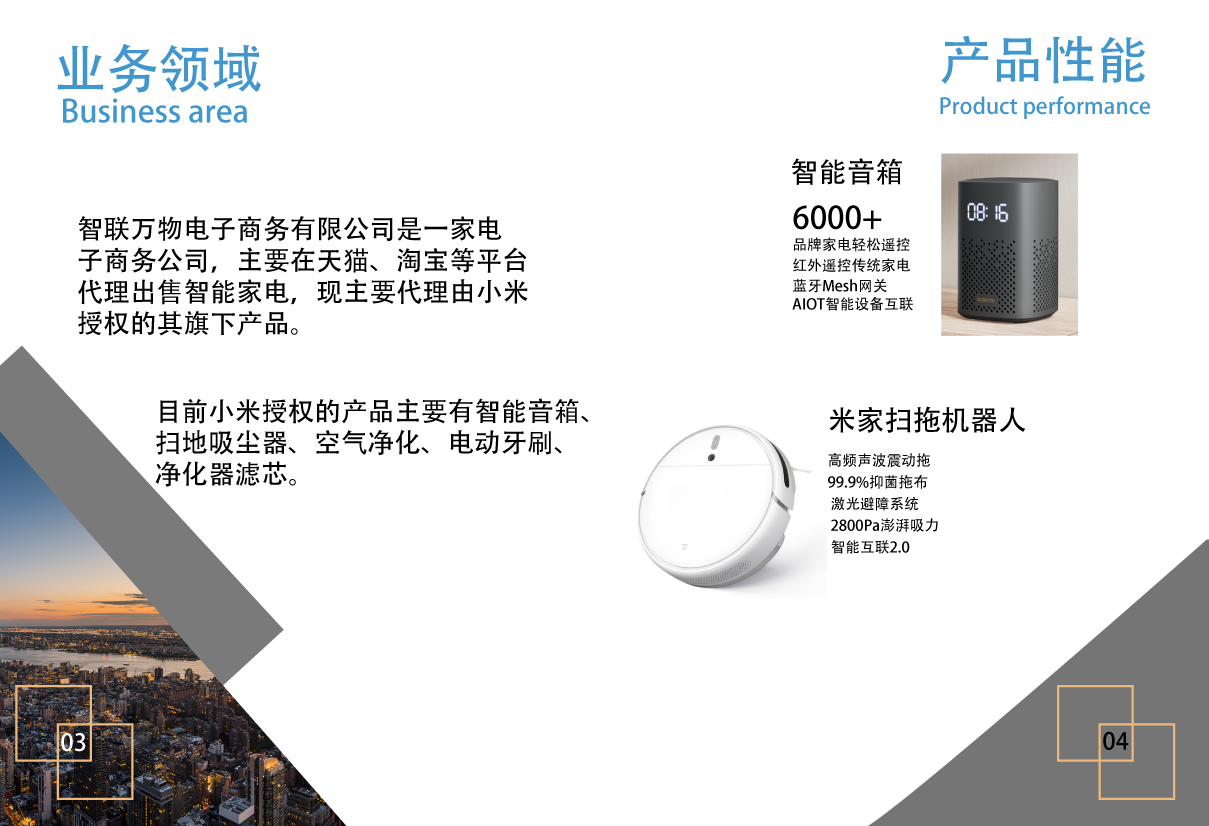 业务领域
Business area
智联万物电子商务有限公司是一家电
子商务公司，主要在天猫、淘宝等平台
代理出售智能家电，现主要代理由小米
授权的其旗下产品。
目前小米授权的产品主要有智能音箱、
扫地吸尘器、空气净化、电动牙刷、
净化器滤芯。
03
产品性能
Product performance
智能音箱
6000+
品牌家电轻松遥控
红外遥控传统家电
蓝牙Mesh网关
AIOT智能设备互联
08:16
米家扫拖机器人
高频声波震动拖
99.9%抑菌拖布
激光避障系统
2800Pa澎湃吸力
智能互联2.0
04